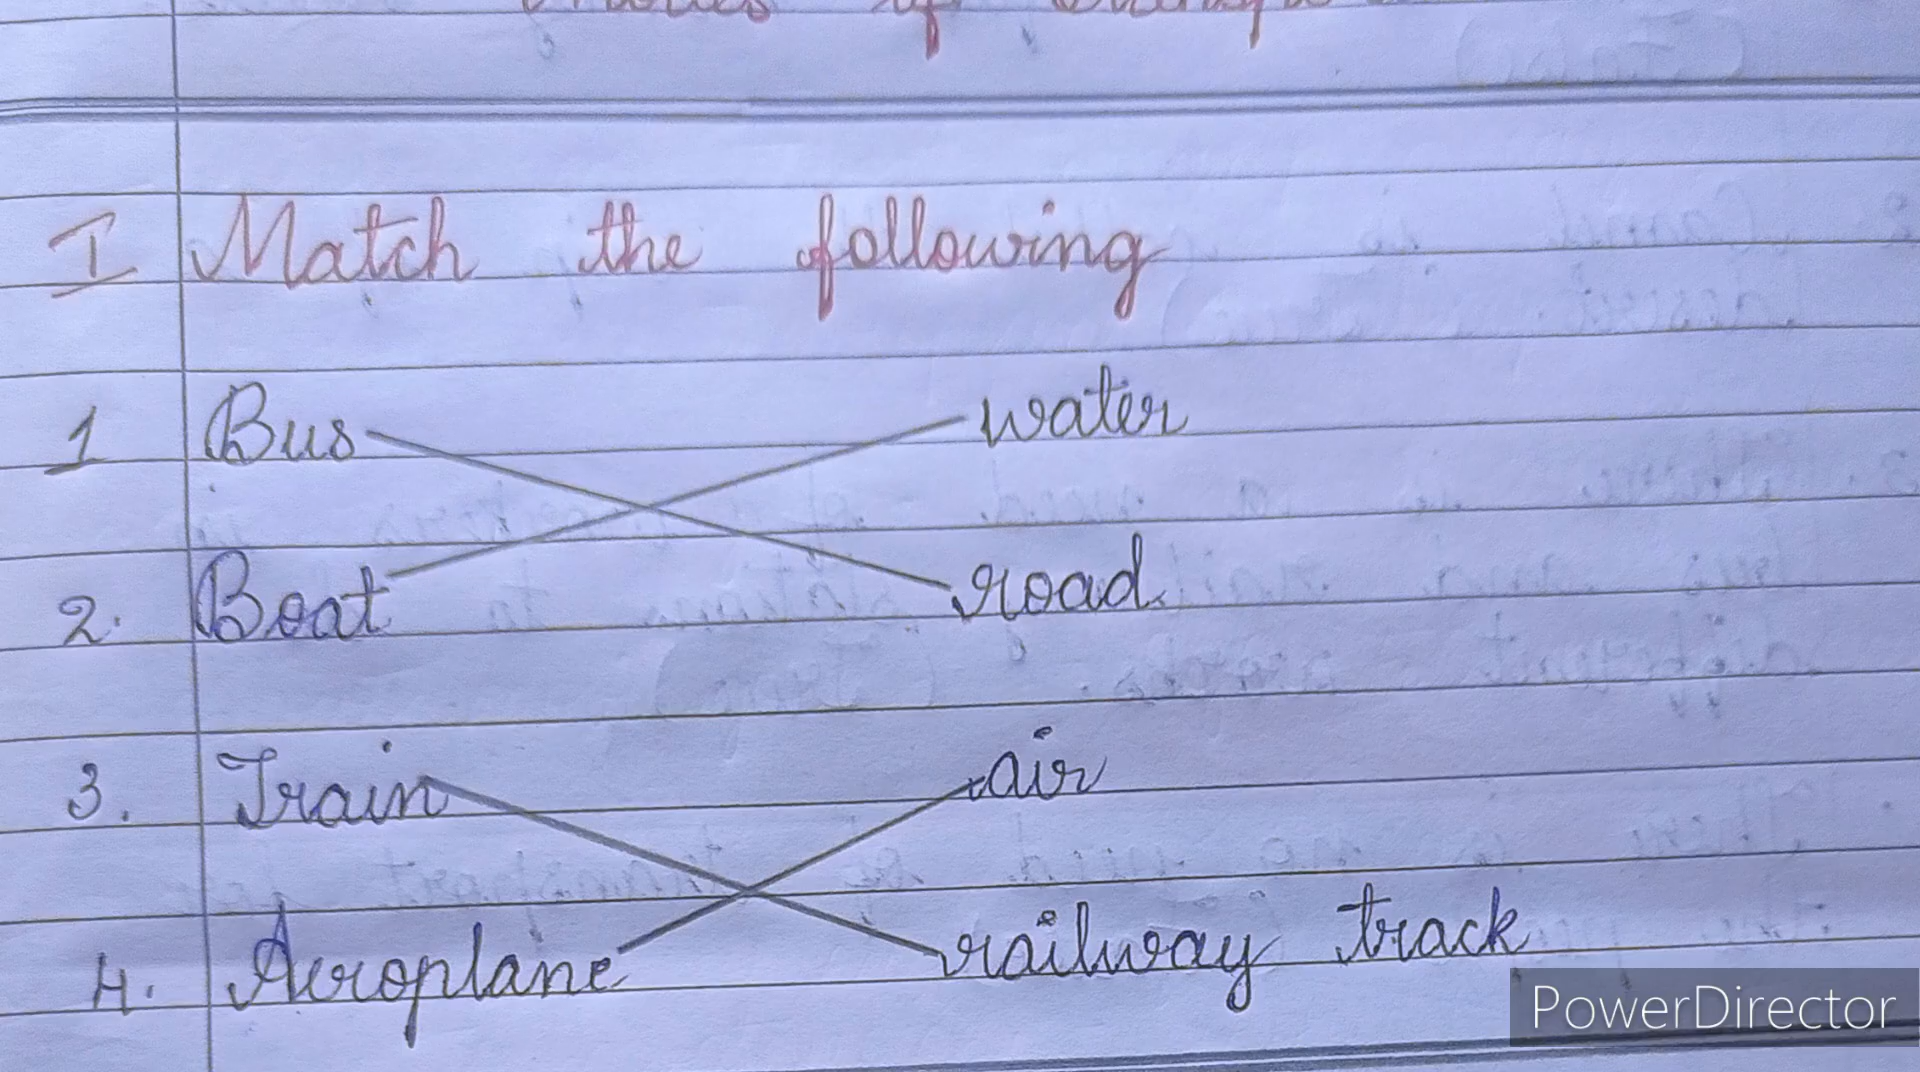 I Match the following
1 Bus water
2. Boat road
3. Train air
4. Aeroplane railway track
PowerDirector